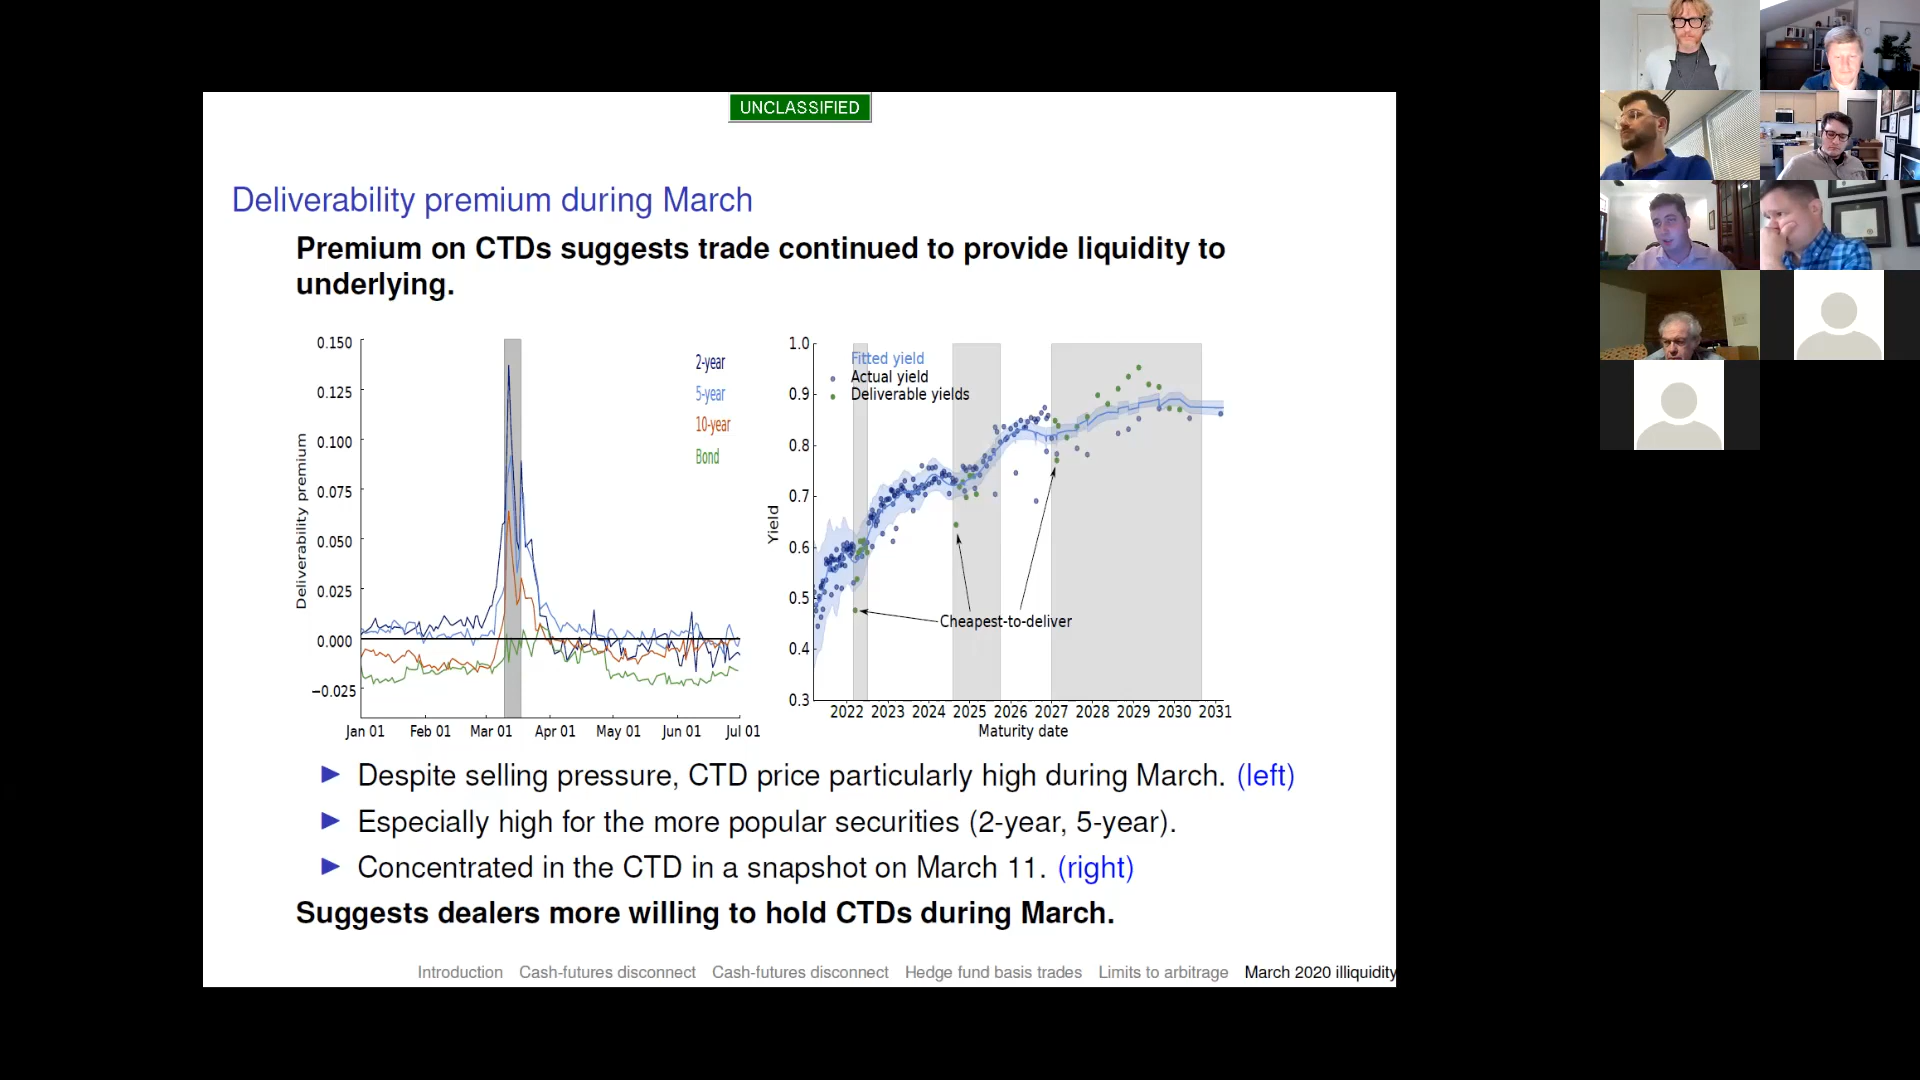 UNCLASSIFIED
Deliverability premium during March
Premium on CTDs suggests trade continued to provide liquidity to
underlying.
0.150
0.125
0.100
0.075
0.050
0.025
0.000
−0.025
Deliverability premium
2-year
5-year
10-year
Bond
Jan 01 Feb 01 Mar 01 Apr 01 May 01 Jun 01 Jul 01
1.0
0.9
0.8
0.7
0.6
0.5
0.4
0.3
Yield
Fitted yield
Actual yield
Deliverable yields
Cheapest-to-deliver
2022 2023 2024 2025 2026 2027 2028 2029 2030 2031
Maturity date
▶ Despite selling pressure, CTD price particularly high during March. (left)
▶ Especially high for the more popular securities (2-year, 5-year).
▶ Concentrated in the CTD in a snapshot on March 11. (right)
Suggests dealers more willing to hold CTDs during March.
Introduction Cash-futures disconnect Cash-futures disconnect Hedge fund basis trades Limits to arbitrage March 2020 illiquidity